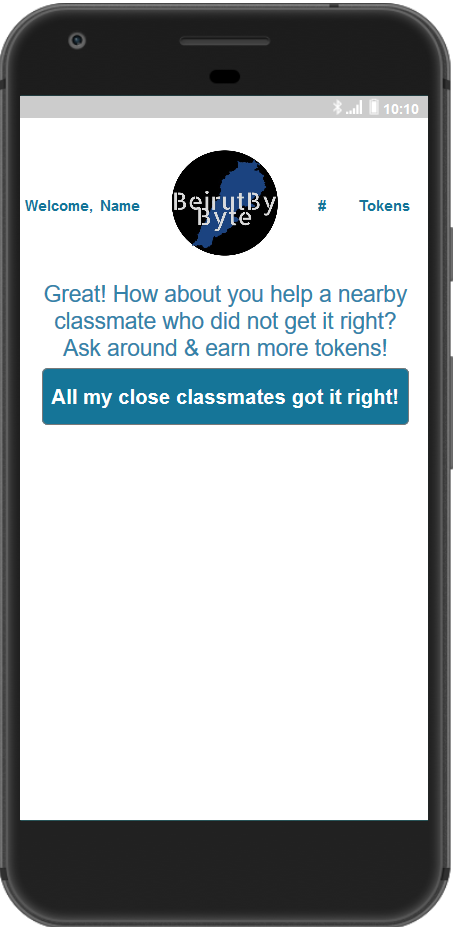 10:10
Welcome, Name
BeirutBy
Byte
# Tokens
Great! How about you help a nearby
classmate who did not get it right?
Ask around & earn more tokens!
All my close classmates got it right!